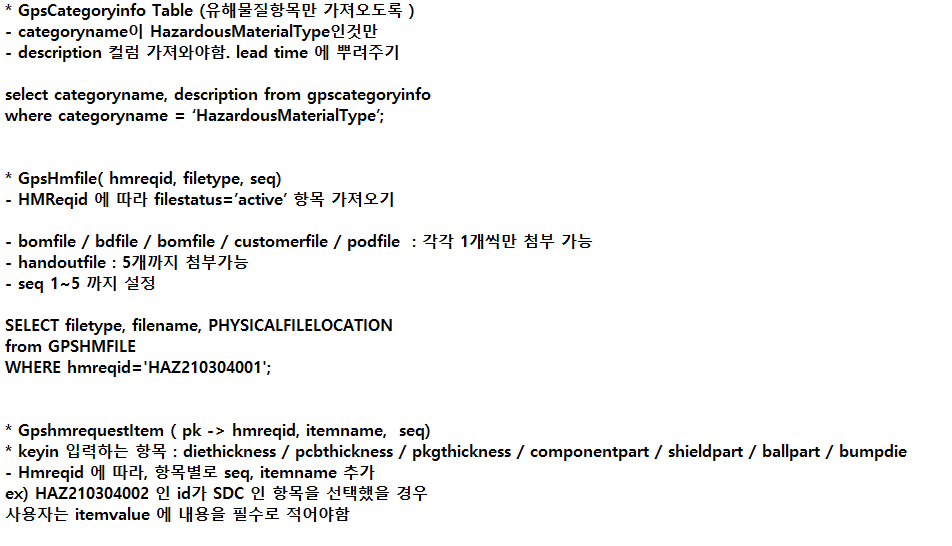 * GpsCategoryinfo Table (유해물질항목만 가져오도록 )
- categoryname이 HazardousMaterialType인것만
- description 컬럼 가져와야함. lead time 에 뿌려주기
select categoryname, description from gpscategoryinfo
where categoryname = ‘HazardousMaterialType’;
* GpsHmfile( hmreqid, filetype, seq)
- HMReqid 에 따라 filestatus=’active’ 항목 가져오기
- bomfile / bdfile / bomfile / customerfile / podfile  : 각각 1개씩만 첨부 가능
- handoutfile : 5개까지 첨부가능
- seq 1~5 까지 설정
SELECT filetype, filename, PHYSICALFILELOCATION
from GPSHMFILE
WHERE hmreqid='HAZ210304001';
* GpshmrequestItem ( pk -> hmreqid, itemname,  seq)
* keyin 입력하는 항목 : diethickness / pcbthickness / pkgthickness / componentpart / shieldpart / ballpart / bumpdie
- Hmreqid 에 따라, 항목별로 seq, itemname 추가
ex) HAZ210304002 인 id가 SDC 인 항목을 선택했을 경우
사용자는 itemvalue 에 내용을 필수로 적어야함